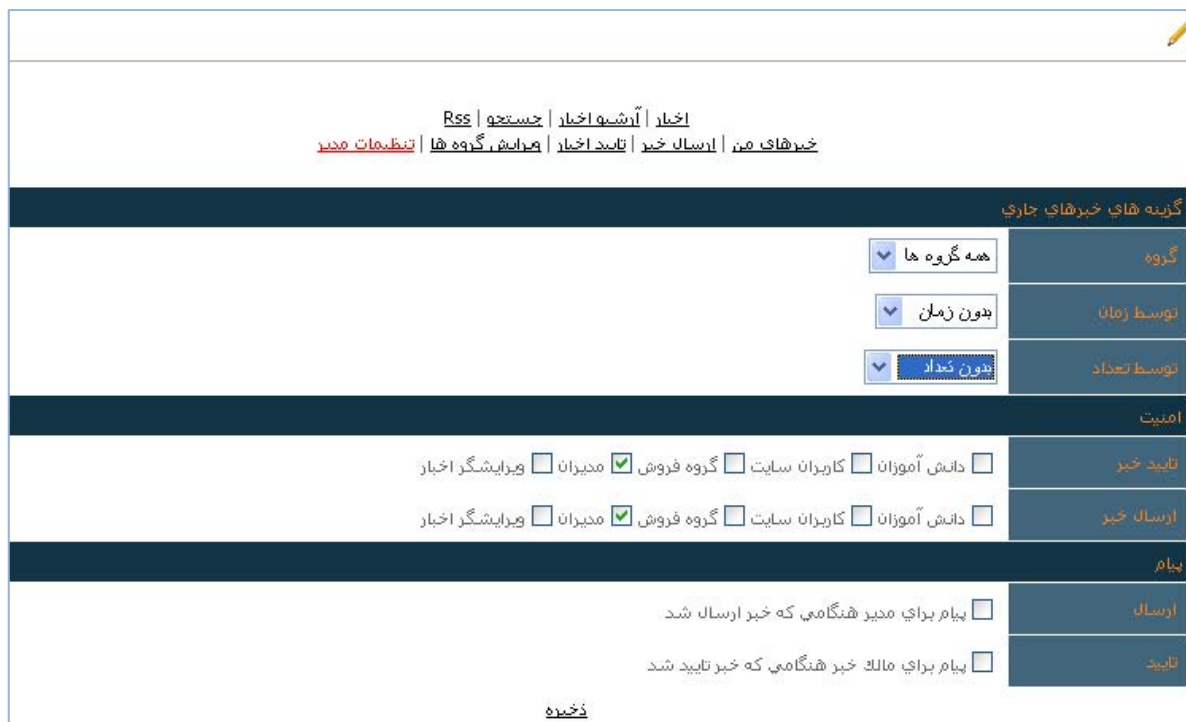 اخبار | آرشیو اخبار | جستجو | Rss
خبرهای من | ارسال خبر | تایید اخبار | ویرایش گروه ها | تنظیمات مدیر
گزینه هاي خبرهاي جاري
گروه همه گروه ها
توسط زمان بدون زمان
توسط تعداد بدون تعداد
امنیت
تایید خبر دانش آموزان کاربران سایت گروه فروش مدیران ویرایشگر اخبار
ارسال خبر دانش آموزان کاربران سایت گروه فروش مدیران ویرایشگر اخبار
پیام
ارسال پیام براي مدیر هنگامي که خبر ارسال شد
تایید پیام براي مالك خبر هنگامي که خبر تایید شد
ذخیره